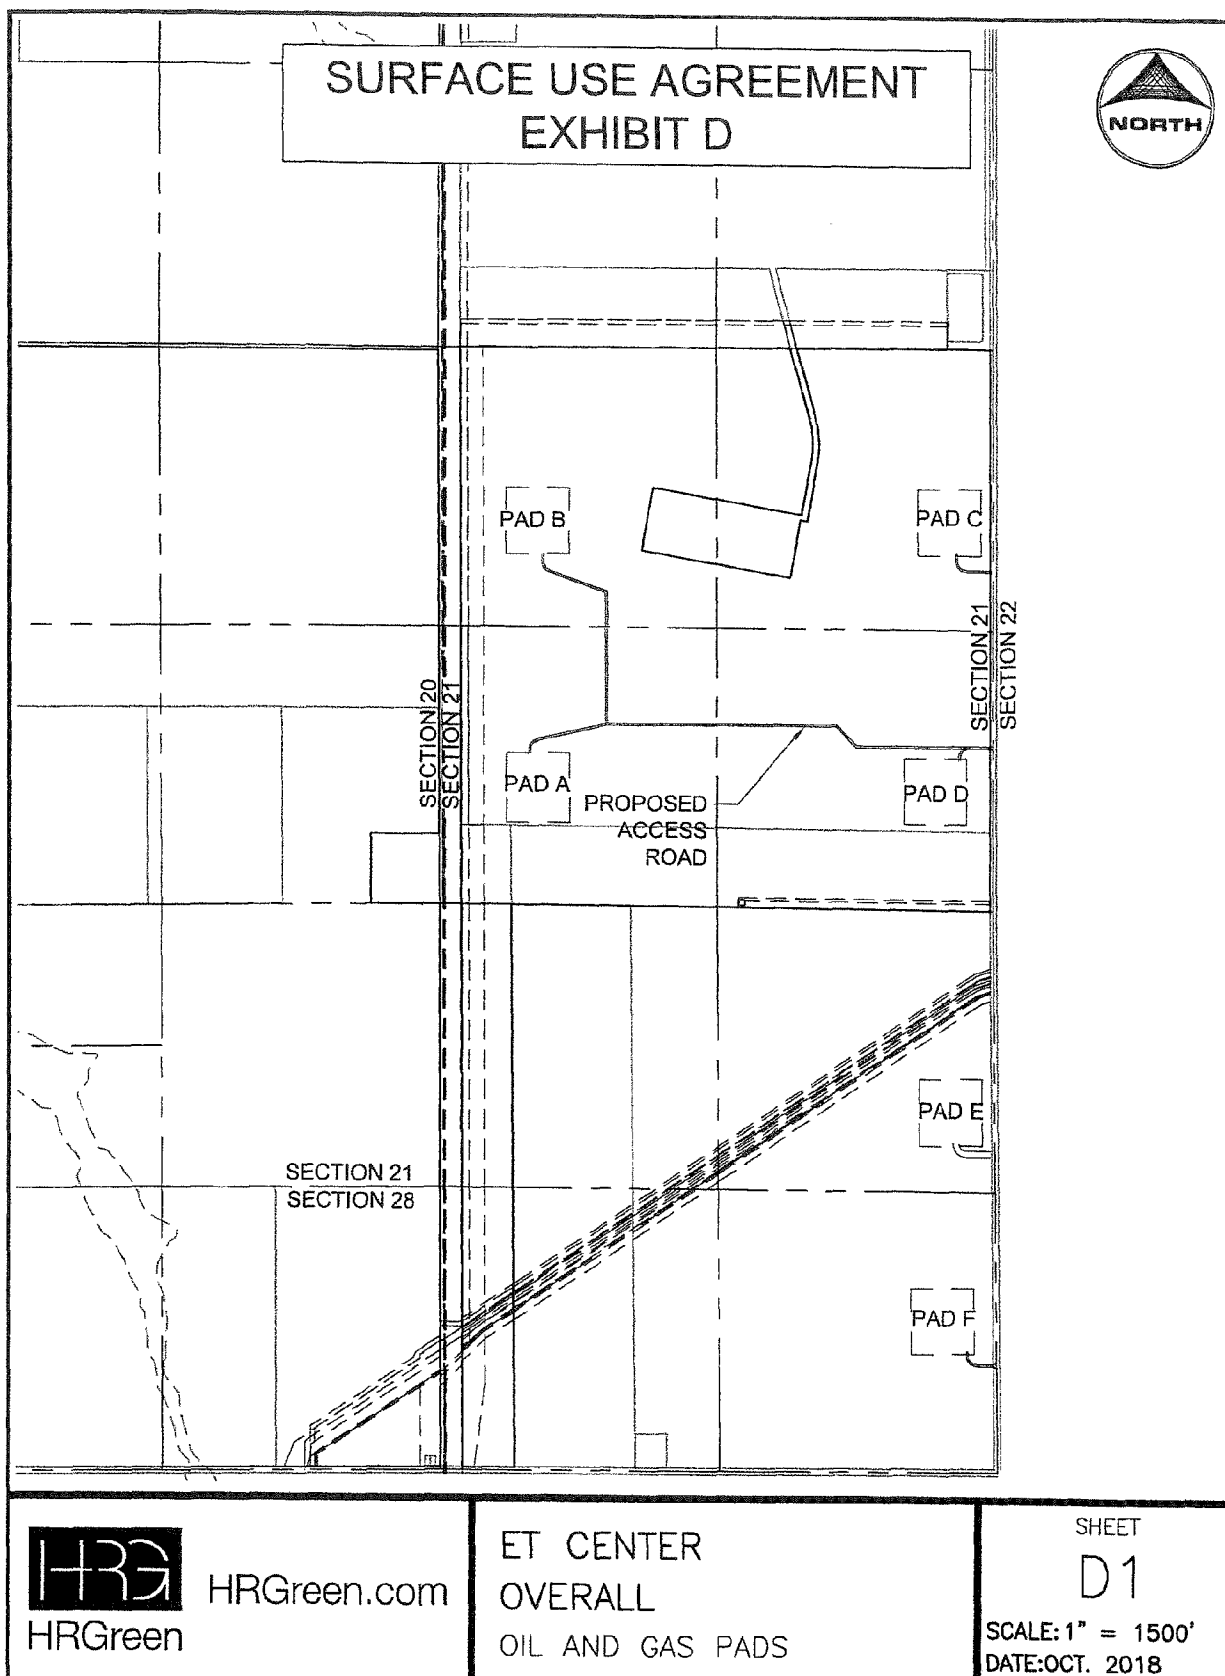 SURFACE USE AGREEMENT
EXHIBIT D
NORTH
PAD B
PAD C
SECTION 21
SECTION 22
SECTION 20
SECTION 21
PAD A
PAD D
PROPOSED
ACCESS
ROAD
PAD E
SECTION 21
SECTION 28
PAD F
HRG
HRGreen
HRGreen.com
ET CENTER
OVERALL
OIL AND GAS PADS
SHEET
D1
SCALE: 1" = 1500'
DATE:OCT. 2018